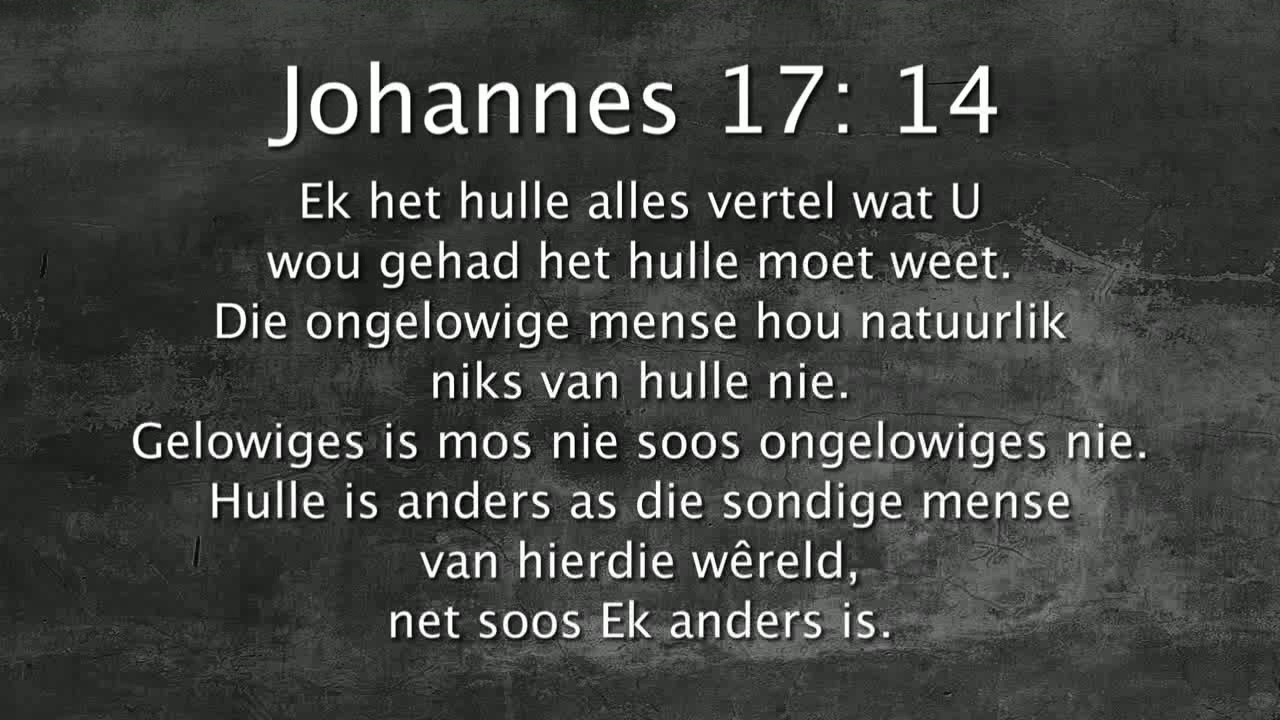 Johannes 17: 14
Ek het hulle alles vertel wat U
wou gehad het hulle moet weet.
Die ongelowige mense hou natuurlik
niks van hulle nie.
Gelowiges is mos nie soos ongelowiges nie.
Hulle is anders as die sondige mense
van hierdie wêreld,
net soos Ek anders is.